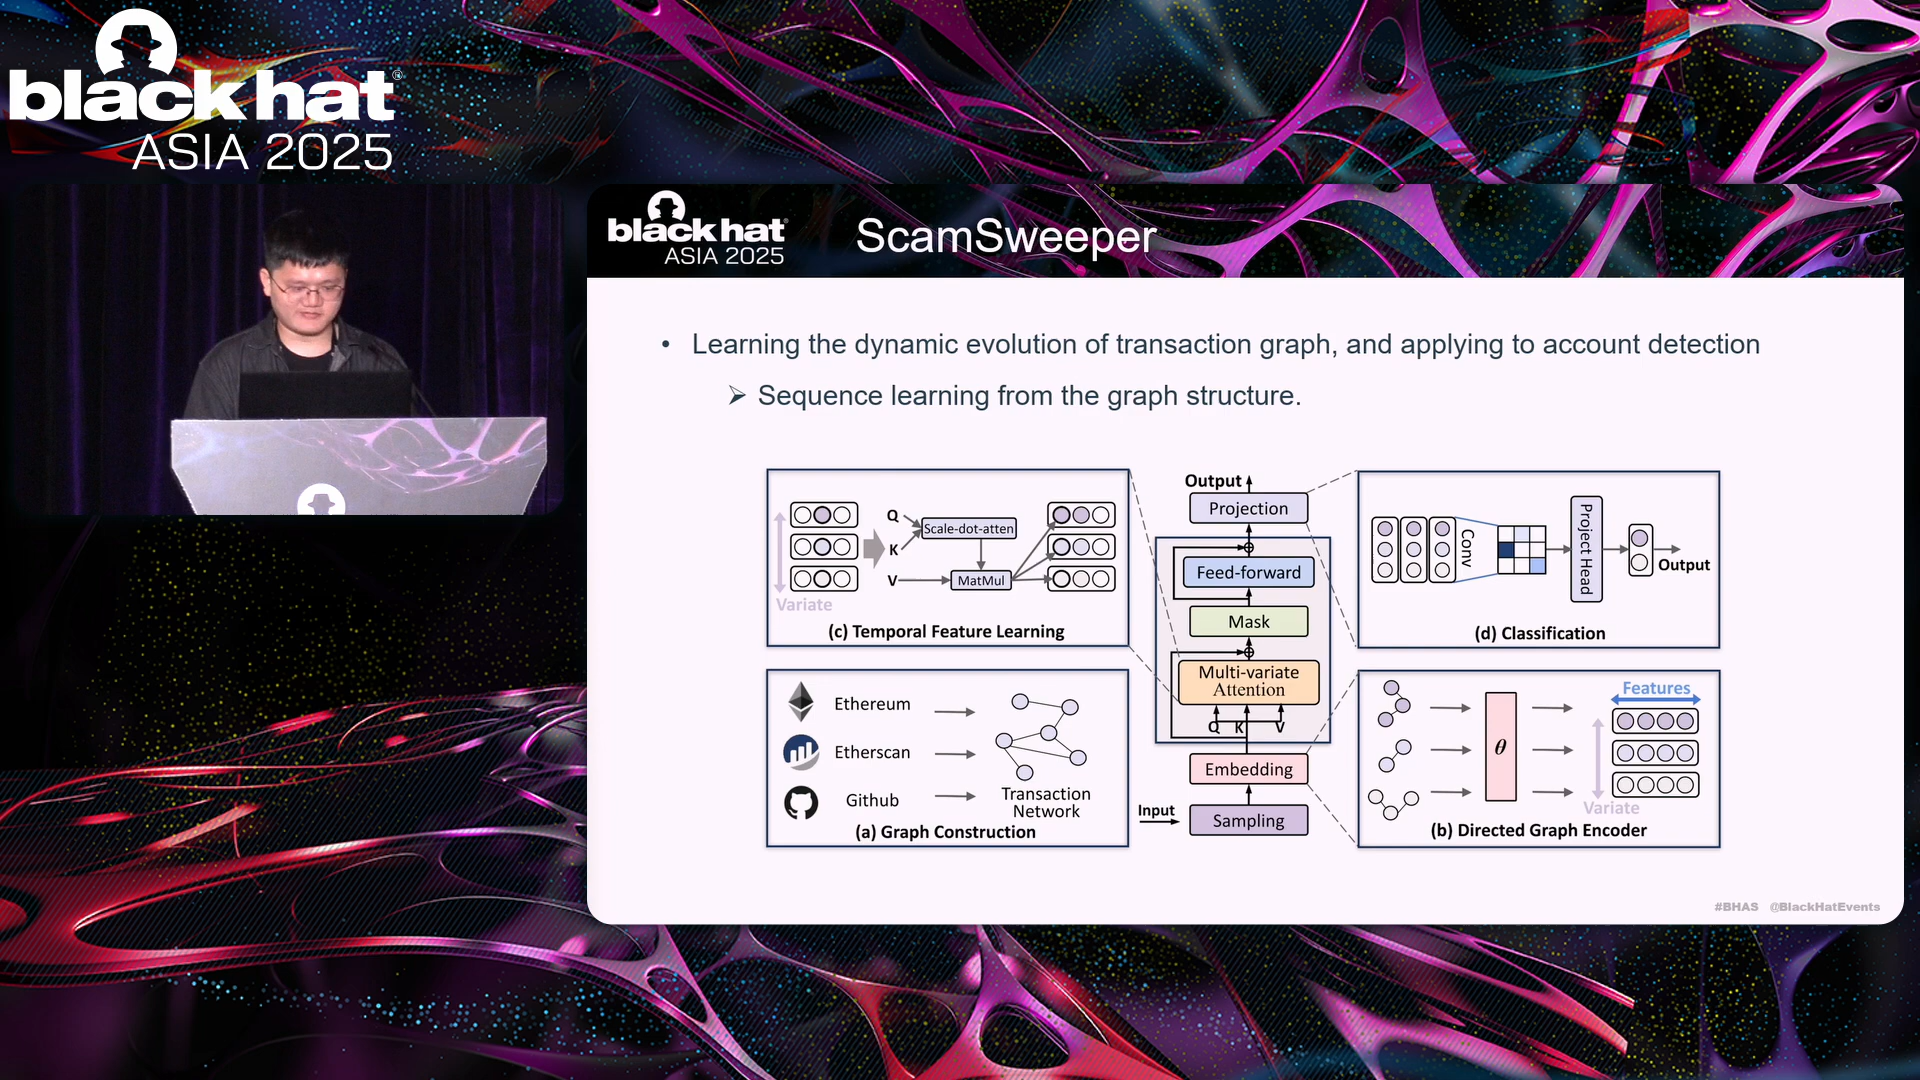 black hat®
ASIA 2025
black hat®
ASIA 2025
ScamSweeper
• Learning the dynamic evolution of transaction graph, and applying to account detection
➢ Sequence learning from the graph structure.
Q
K
V
Scale-dot-atten
MatMul
Variate
(c) Temporal Feature Learning
Ethereum
Etherscan
Github
Transaction
Network
(a) Graph Construction
Output
Projection
Feed-forward
Mask
Multi-variate
Attention
Q K V
Embedding
Input
Sampling
Conv
Project Head
Output
(d) Classification
θ
Features
Variate
(b) Directed Graph Encoder
#BHAS @BlackHatEvents